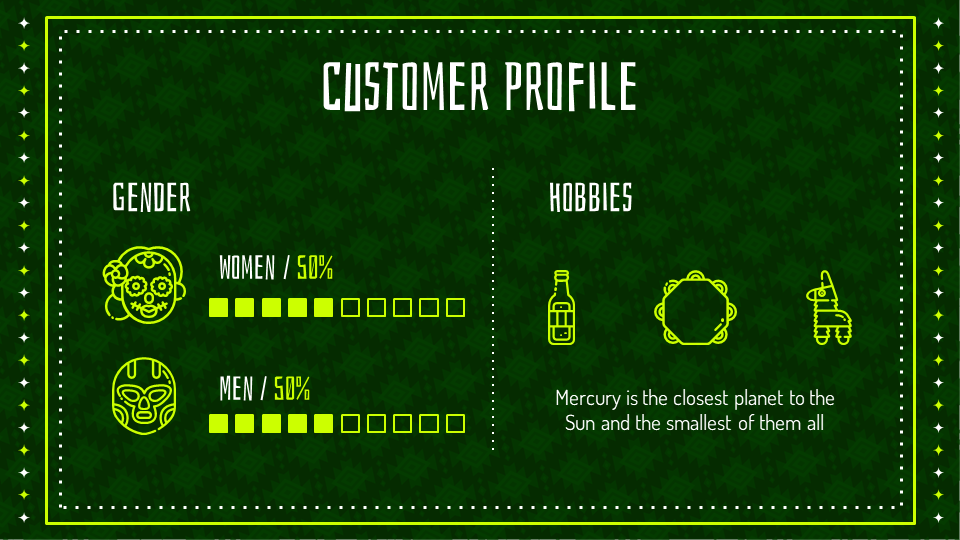 CUSTOMER PROFILE
GENDER
WOMEN / 50%
MEN / 50%
HOBBIES
Mercury is the closest planet to the
Sun and the smallest of them all